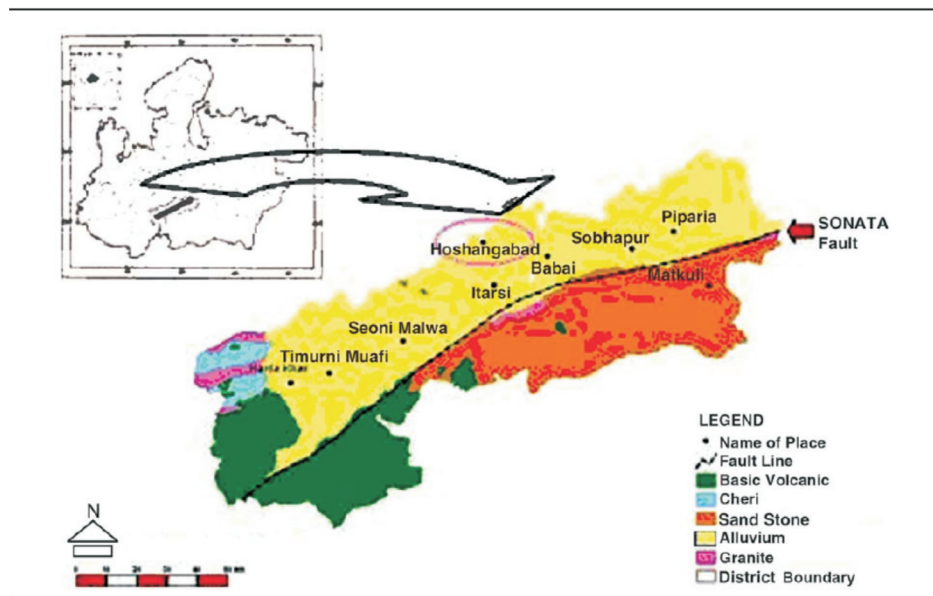 SONATA
Fault
Piparia
Sobhapur
Hoshangabad
Babai
Matkuli
Itarsi
Seoni Malwa
Timurni Muafi
LEGEND
Name of Place
Fault Line
Basic Volcanic
Cheri
Sand Stone
Alluvium
Granite
District Boundary
N